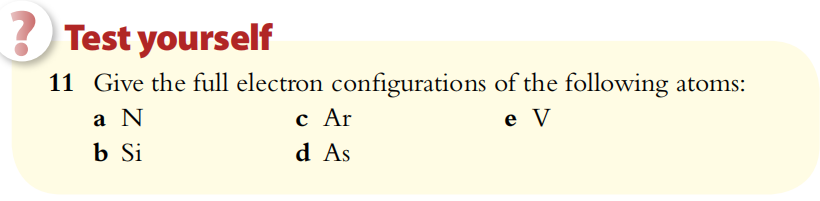 ? Test yourself
11 Give the full electron configurations of the following atoms:
a N c Ar e V
b Si d As